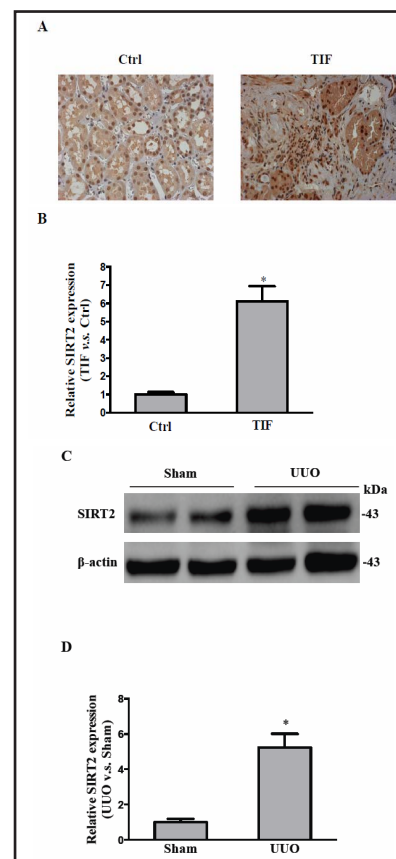 A
Ctrl TIF
B
Relative SIRT2 expression
(TIF v.s. Ctrl)
8
7
6
5
4
3
2
1
0
*
Ctrl TIF
C
Sham UUO
kDa
SIRT2 -43
β-actin -43
D
Relative SIRT2 expression
(UUO v.s. Sham)
8
6
4
2
0
*
Sham UUO